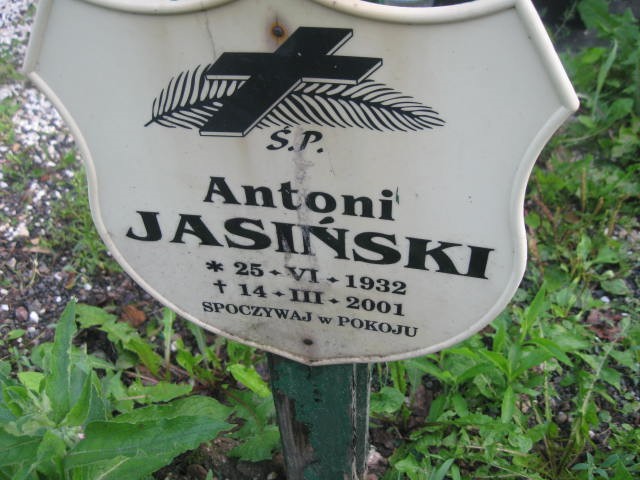 Ś.P.
Antoni
JASIŃSKI
* 25 - VI - 1932
† 14 - III - 2001
SPOCZYWAJ w POKOJU